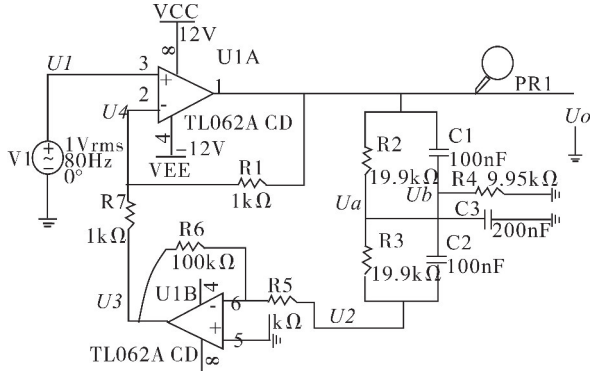 VCC
12V
8
U1
3
+
U1A
1
PR1
U4
2
-
TL062A CD
Uo
V1
1Vrms
80Hz
0°
4
-12V
VEE
R1
1kΩ
R2
19.9kΩ
C1
100nF
R4
9.95kΩ
Ua
Ub
C3
200nF
R7
1kΩ
R6
100kΩ
R3
19.9kΩ
C2
100nF
U3
U1B
4
6
-
R5
kΩ
U2
+
5
TL062A CD
8